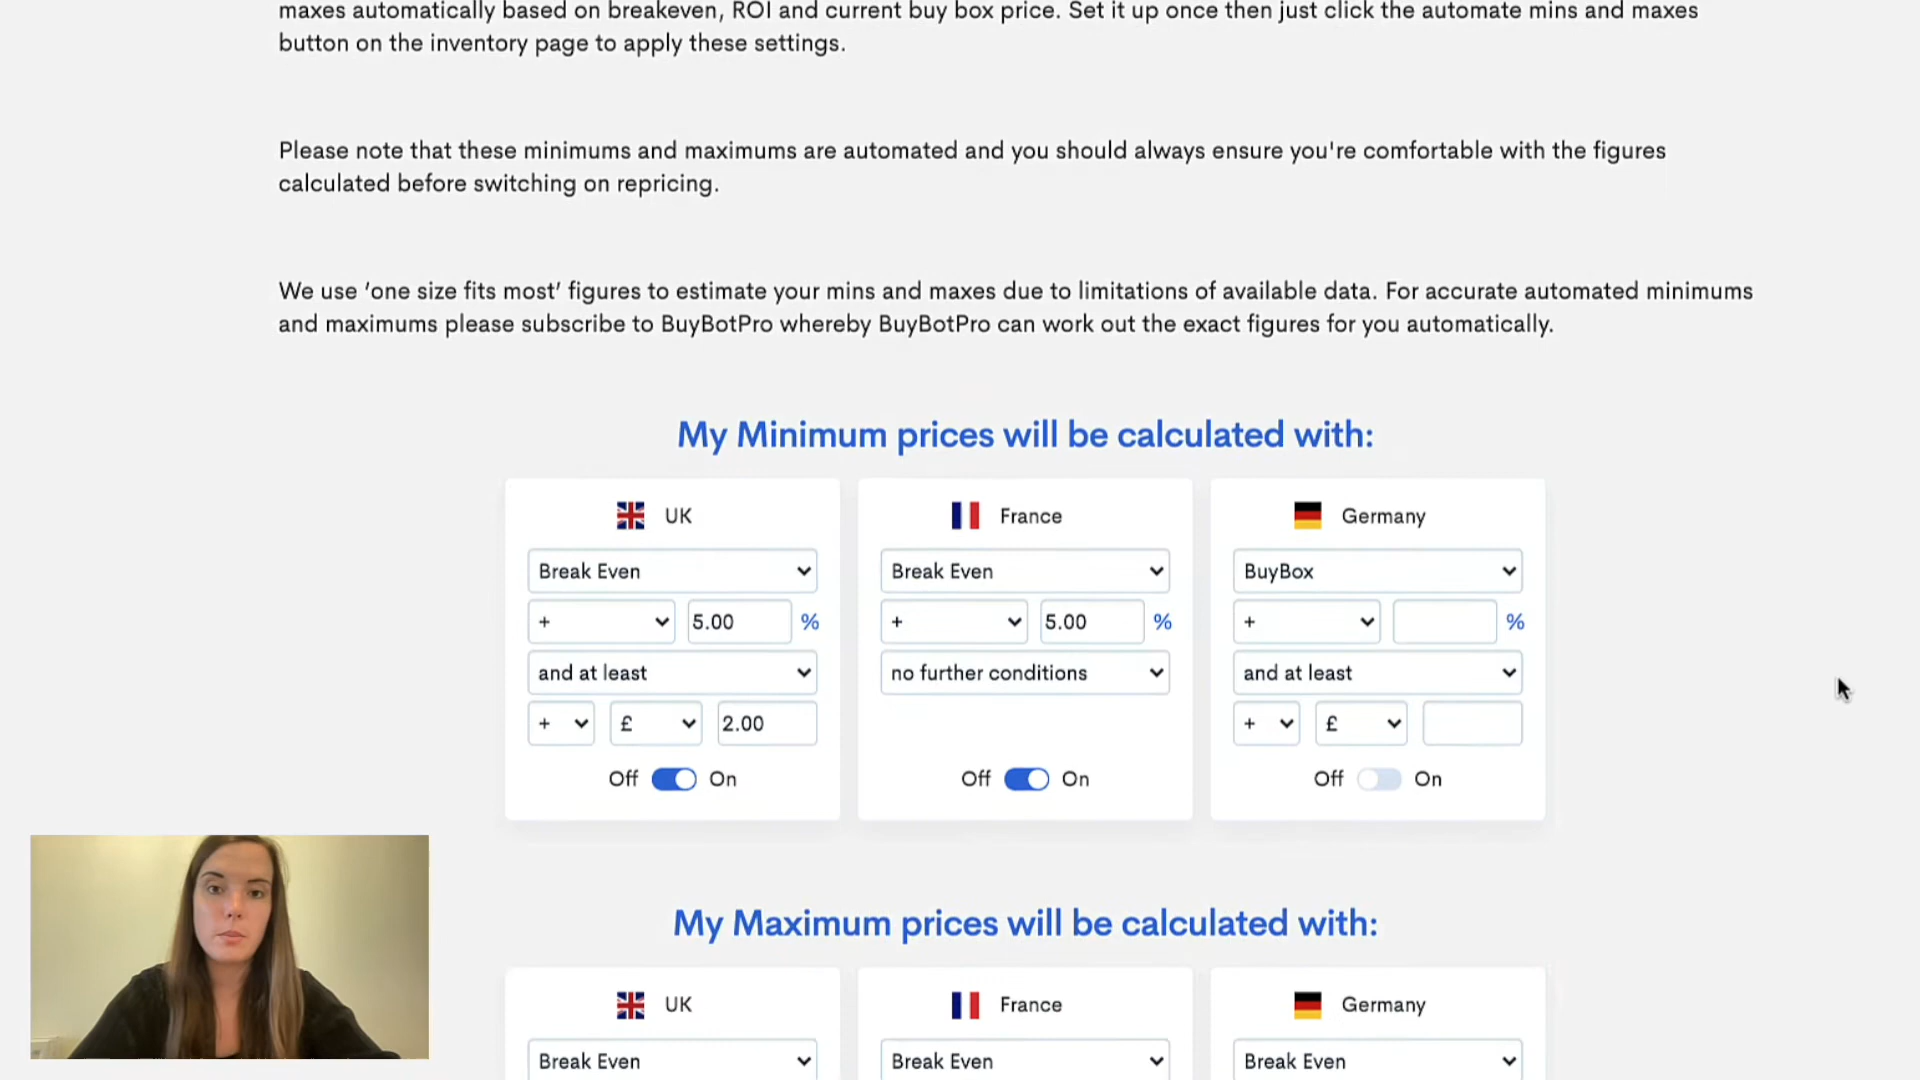 maxes automatically based on breakeven, ROI and current buy box price. Set it up once then just click the automate mins and maxes
button on the inventory page to apply these settings.
Please note that these minimums and maximums are automated and you should always ensure you're comfortable with the figures
calculated before switching on repricing.
We use 'one size fits most' figures to estimate your mins and maxes due to limitations of available data. For accurate automated minimums
and maximums please subscribe to BuyBotPro whereby BuyBotPro can work out the exact figures for you automatically.
My Minimum prices will be calculated with:
UK
Break Even
+ 5.00 %
and at least
+ £ 2.00
Off On
France
Break Even
+ 5.00 %
no further conditions
Off On
Germany
BuyBox
+ %
and at least
+ £
Off On
My Maximum prices will be calculated with:
UK
Break Even
France
Break Even
Germany
Break Even